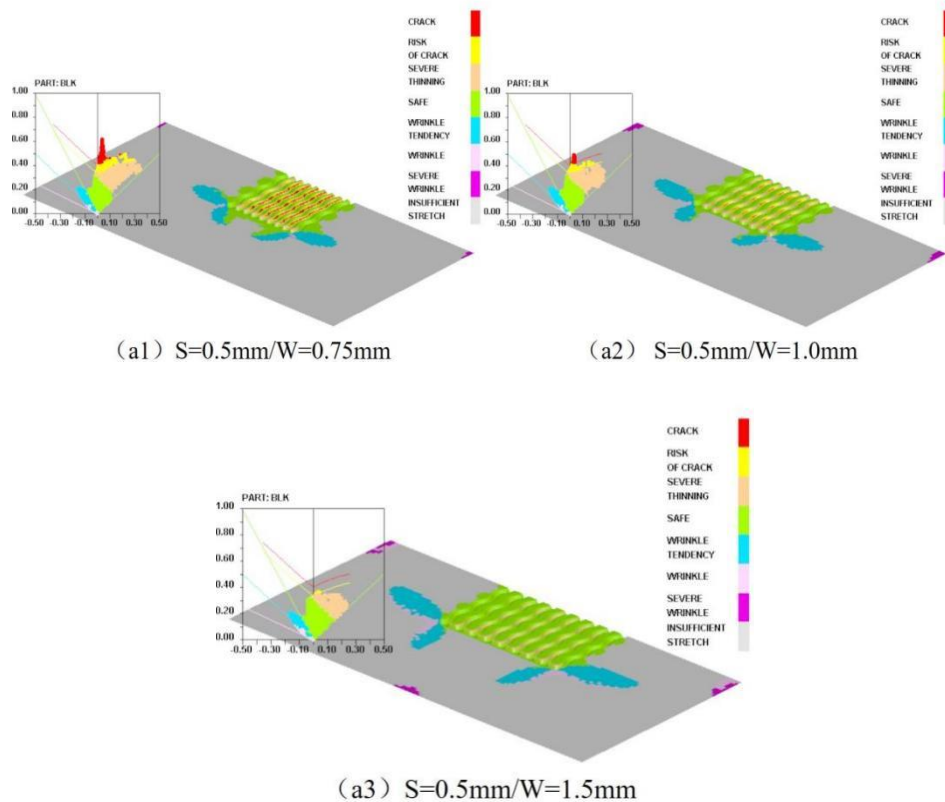 CRACK
RISK
OF CRACK
SEVERE
THINNING
SAFE
WRINKLE
TENDENCY
WRINKLE
SEVERE
WRINKLE
INSUFFICIENT
STRETCH
PART: BLK
1.00
0.80
0.60
0.40
0.20
0.00
-0.50 -0.30 -0.10 0.10 0.30 0.50
（a1）S=0.5mm/W=0.75mm
CRACK
RISK
OF CRACK
SEVERE
THINNING
SAFE
WRINKLE
TENDENCY
WRINKLE
SEVERE
WRINKLE
INSUFFICIENT
STRETCH
PART: BLK
1.00
0.80
0.60
0.40
0.20
0.00
-0.50 -0.30 -0.10 0.10 0.30 0.50
（a2） S=0.5mm/W=1.0mm
CRACK
RISK
OF CRACK
SEVERE
THINNING
SAFE
WRINKLE
TENDENCY
WRINKLE
SEVERE
WRINKLE
INSUFFICIENT
STRETCH
PART: BLK
1.00
0.80
0.60
0.40
0.20
0.00
-0.50 -0.30 -0.10 0.10 0.30 0.50
（a3）S=0.5mm/W=1.5mm